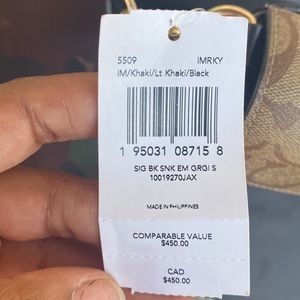 5509 IMRKY
IM/Khaki/Lt Khaki/Black
1 95031 08715 8
SIG BK SNK EM GRGI S
10019270JAX
MADE IN PHILIPPINES
COMPARABLE VALUE
$450.00
CAD
$450.00